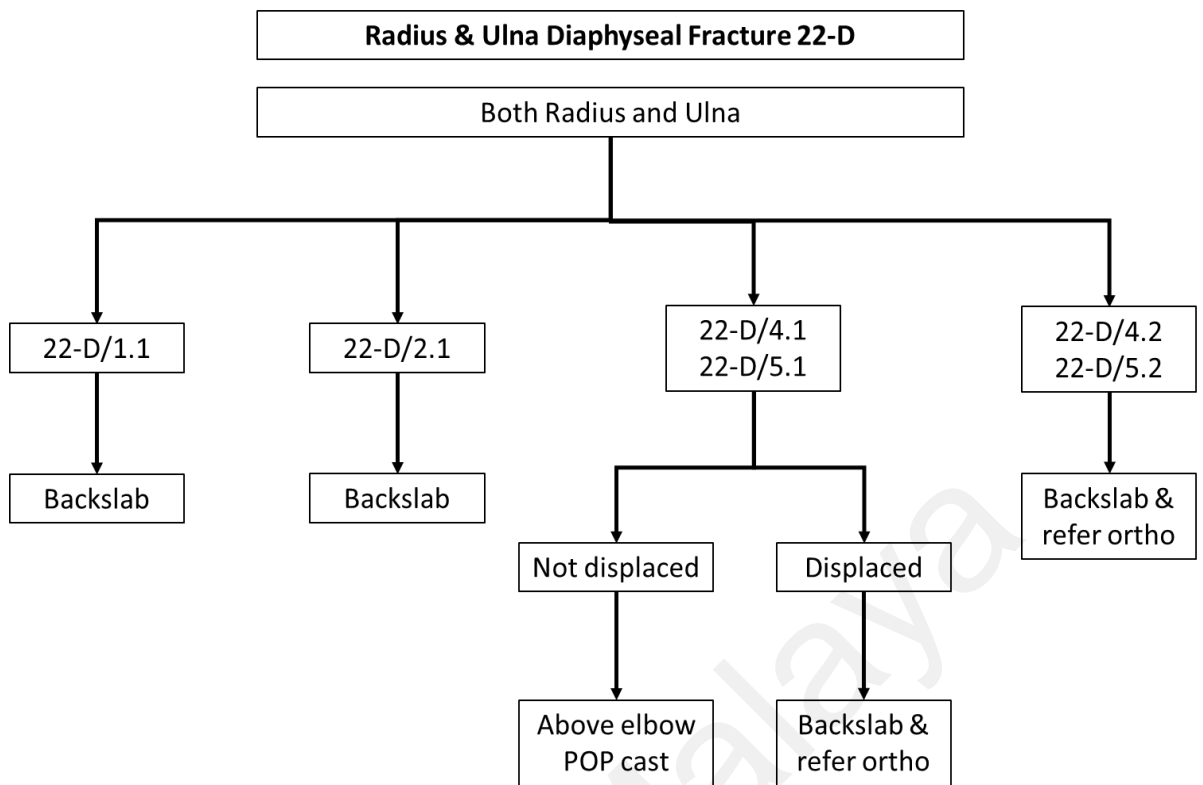 Radius & Ulna Diaphyseal Fracture 22-D
Both Radius and Ulna
22-D/1.1
22-D/2.1
22-D/4.1
22-D/5.1
22-D/4.2
22-D/5.2
Backslab
Backslab
Backslab &
refer ortho
Not displaced
Displaced
Above elbow
POP cast
Backslab &
refer ortho
Malaya